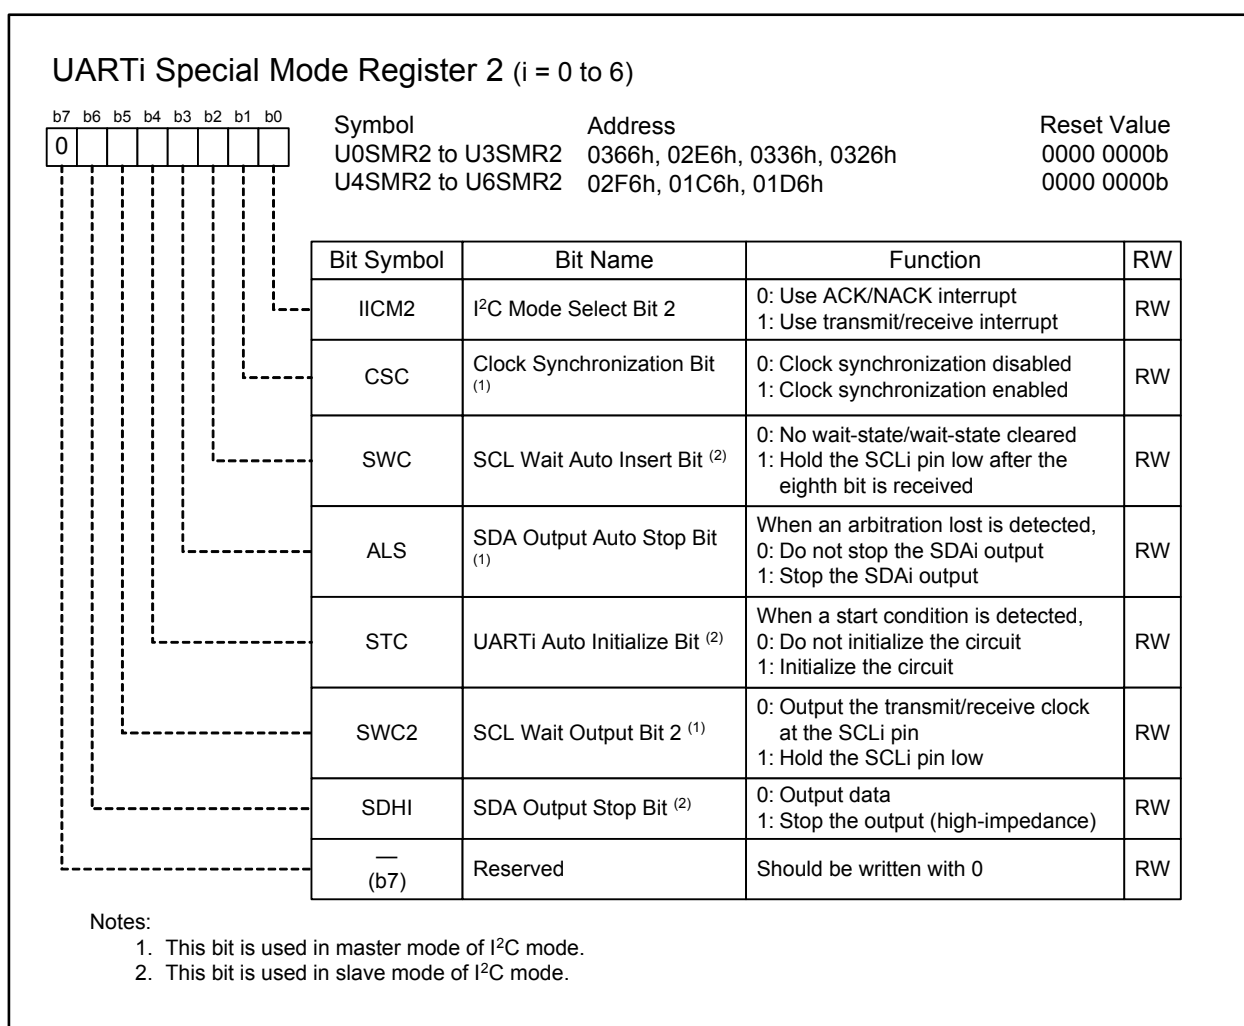 UARTi Special Mode Register 2 (i = 0 to 6)
b7 b6 b5 b4 b3 b2 b1 b0
0
Symbol Address Reset Value
U0SMR2 to U3SMR2 0366h, 02E6h, 0336h, 0326h 0000 0000b
U4SMR2 to U6SMR2 02F6h, 01C6h, 01D6h 0000 0000b
Bit Symbol Bit Name Function RW
IICM2 I²C Mode Select Bit 2 0: Use ACK/NACK interrupt RW
1: Use transmit/receive interrupt
CSC Clock Synchronization Bit 0: Clock synchronization disabled RW
(1) 1: Clock synchronization enabled
SWC SCL Wait Auto Insert Bit (2) 0: No wait-state/wait-state cleared RW
1: Hold the SCLi pin low after the
eighth bit is received
ALS SDA Output Auto Stop Bit When an arbitration lost is detected, RW
(1) 0: Do not stop the SDAi output
1: Stop the SDAi output
STC UARTi Auto Initialize Bit (2) When a start condition is detected, RW
0: Do not initialize the circuit
1: Initialize the circuit
SWC2 SCL Wait Output Bit 2 (1) 0: Output the transmit/receive clock RW
at the SCLi pin
1: Hold the SCLi pin low
SDHI SDA Output Stop Bit (2) 0: Output data RW
1: Stop the output (high-impedance)
— (b7) Reserved Should be written with 0 RW
Notes:
1. This bit is used in master mode of I²C mode.
2. This bit is used in slave mode of I²C mode.